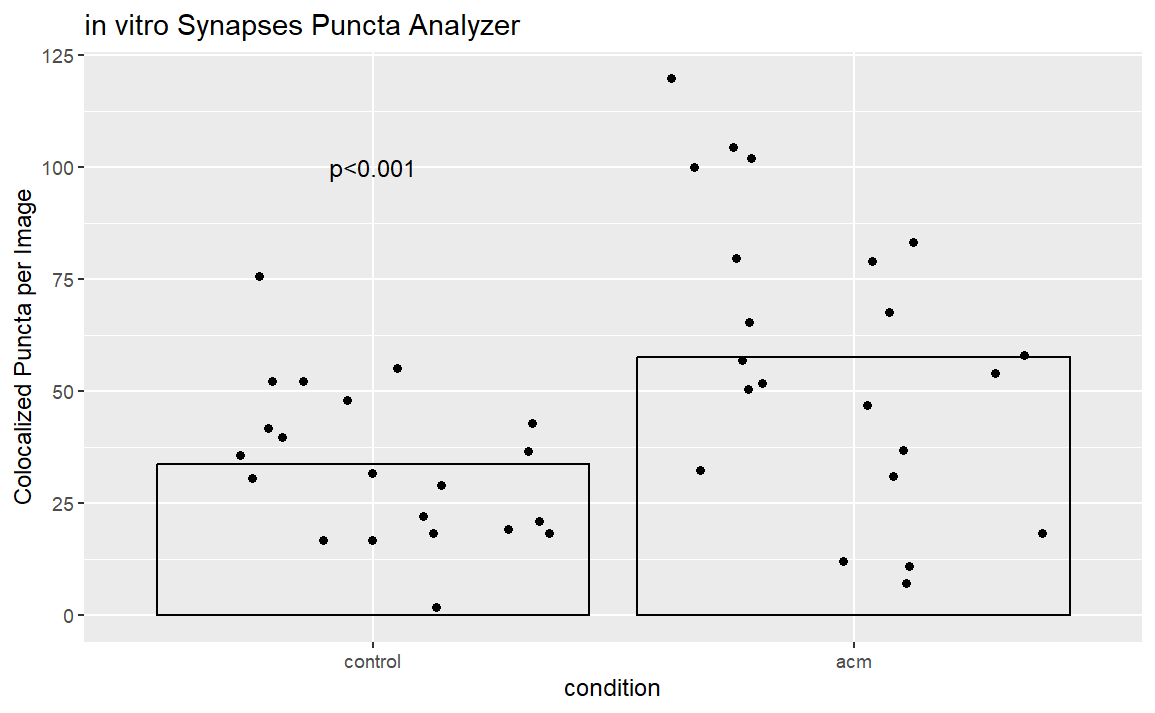 in vitro Synapses Puncta Analyzer
125
100
75
50
25
0
Colocalized Puncta per Image
p<0.001
control
acm
condition